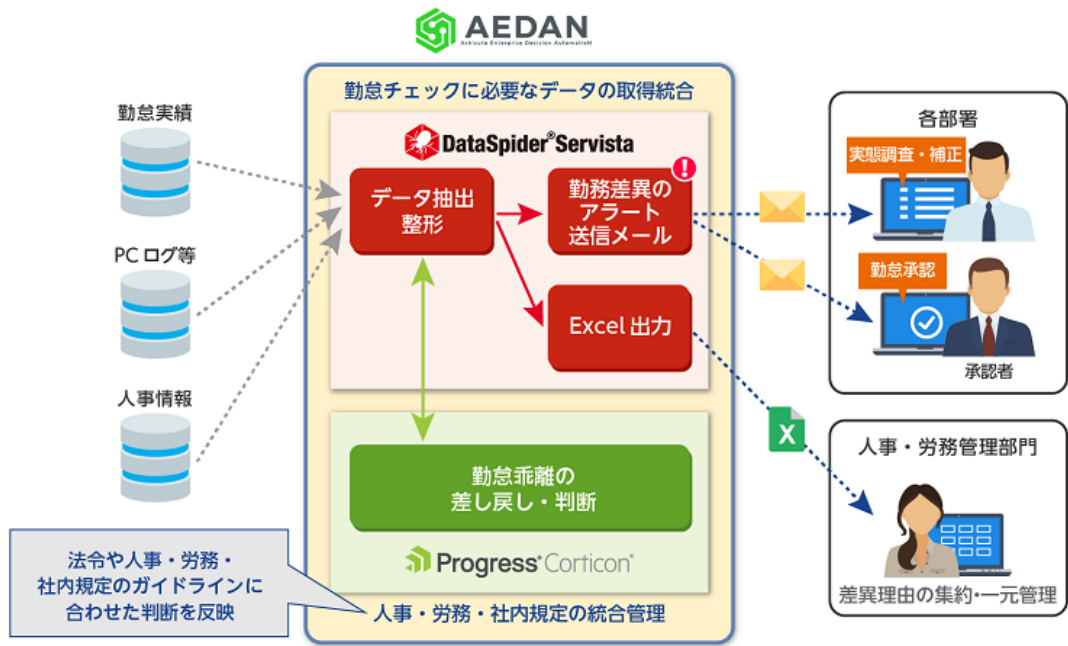 AEDAN
Ashisuto Enterprise Decision Automation!
勤怠チェックに必要なデータの取得統合
勤怠実績
PCログ等
人事情報
DataSpider® Servista
データ抽出
整形
!
勤務差異の
アラート
送信メール
Excel 出力
勤怠乖離の
差し戻し・判断
Progress® Corticon®
人事・労務・社内規定の統合管理
法令や人事・労務・
社内規定のガイドラインに
合わせた判断を反映
各部署
実態調査・補正
勤怠承認
承認者
X
人事・労務管理部門
差異理由の集約・一元管理